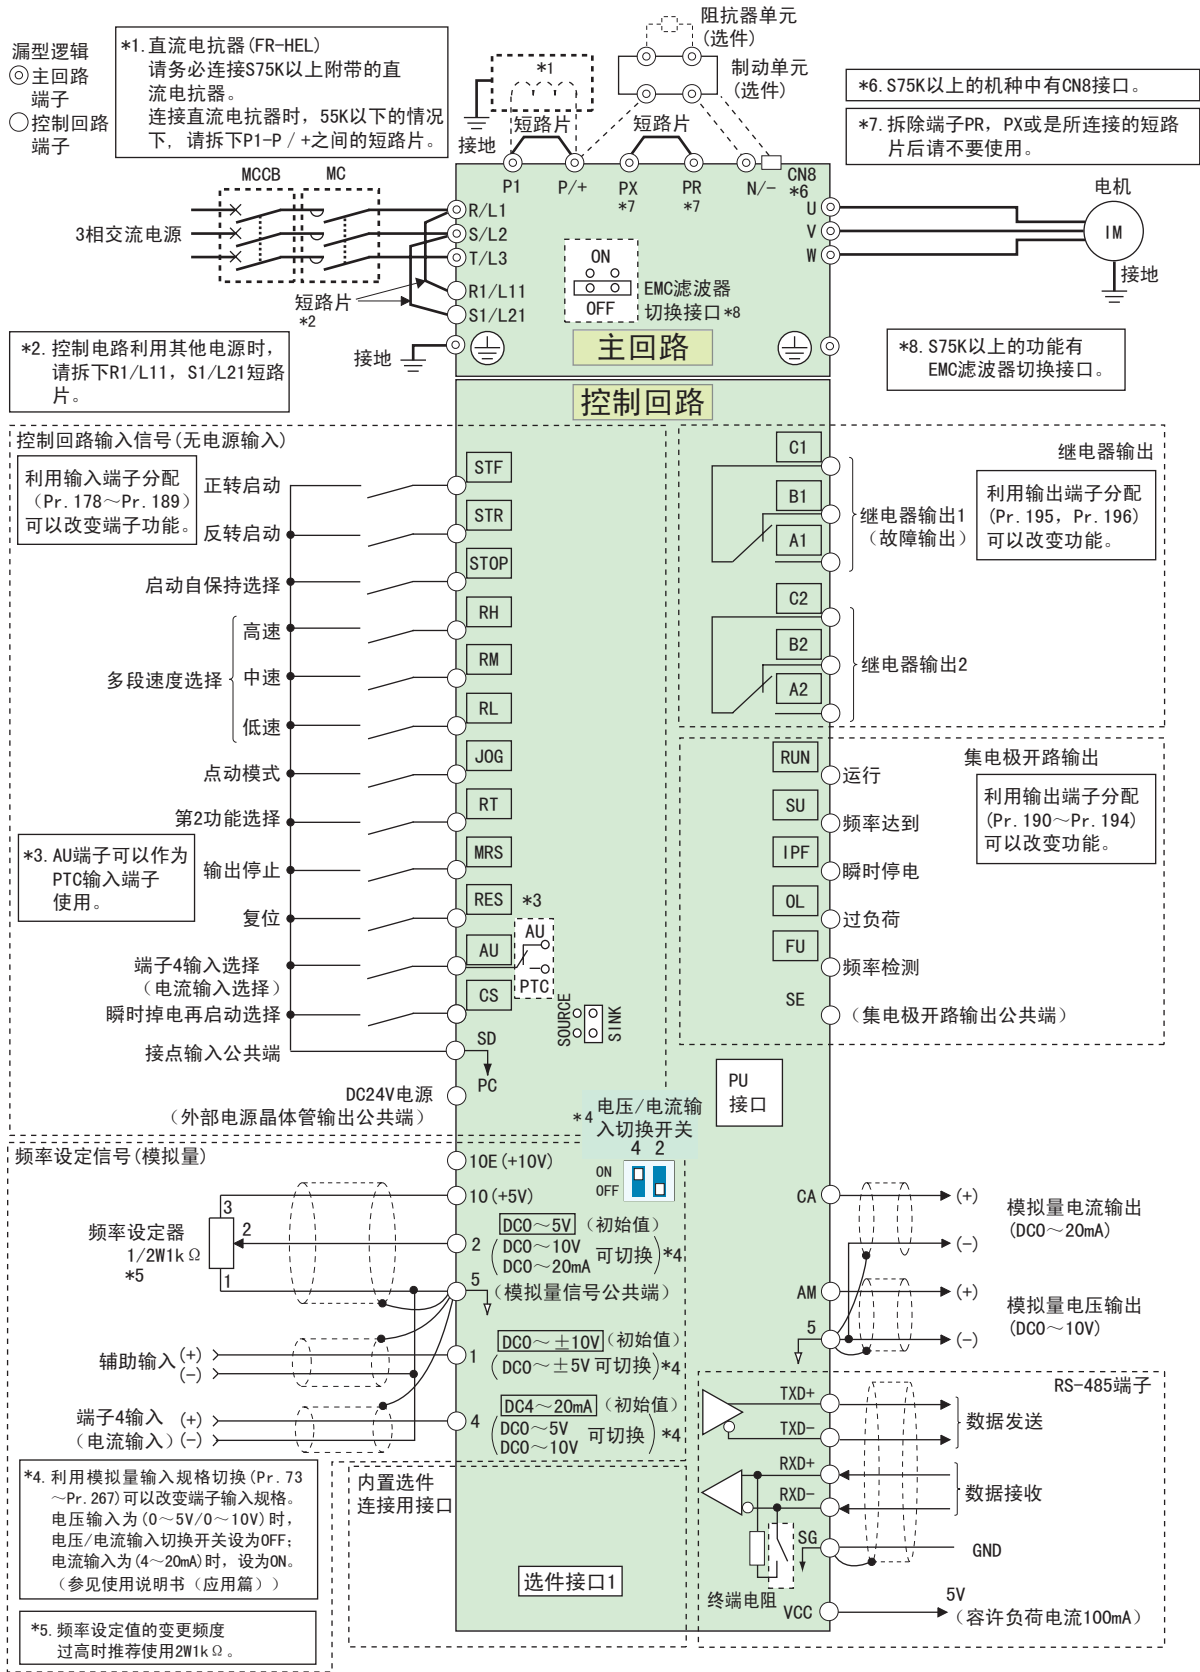 漏型逻辑
◎主回路
端子
○控制回路
端子
*1.直流电抗器(FR-HEL)
请务必连接S75K以上附带的直
流电抗器。
连接直流电抗器时，55K以下的情况
下，请拆下P1-P／+之间的短路片。
*1
接地
短路片
短路片
阻抗器单元
(选件)
制动单元
(选件)
*6.S75K以上的机种中有CN8接口。
*7.拆除端子PR，PX或是所连接的短路
片后请不要使用。
P1
P/+
PX
*7
PR
*7
N/-
CN8
*6
MCCB
MC
3相交流电源
R/L1
S/L2
T/L3
R1/L11
S1/L21
短路片
*2
接地
ON
OFF
EMC滤波器
切换接口*8
主回路
U
V
W
电机
IM
接地
*2.控制电路利用其他电源时，
请拆下R1/L11，S1/L21短路
片。
*8.S75K以上的功能有
EMC滤波器切换接口。
控制回路
控制回路输入信号(无电源输入)
利用输入端子分配
（Pr.178～Pr.189）
可以改变端子功能。
正转启动
STF
反转启动
STR
启动自保持选择
STOP
多段速度选择
高速
RH
中速
RM
低速
RL
点动模式
JOG
第2功能选择
RT
*3.AU端子可以作为
PTC输入端子
使用。
输出停止
MRS
复位
RES
*3
端子4输入选择
（电流输入选择）
AU
AU
PTC
瞬时掉电再启动选择
CS
SOURCE
SINK
接点输入公共端
SD
PC
DC24V电源
（外部电源晶体管输出公共端）
继电器输出
C1
B1
A1
继电器输出1
（故障输出）
利用输出端子分配
(Pr.195，Pr.196)
可以改变功能。
C2
B2
A2
继电器输出2
集电极开路输出
RUN
运行
SU
频率达到
IPF
瞬时停电
OL
过负荷
FU
频率检测
SE
（集电极开路输出公共端）
利用输出端子分配
(Pr.190～Pr.194)
可以改变功能。
PU
接口
*4
电压/电流输
入切换开关
4 2
ON
OFF
频率设定信号(模拟量)
频率设定器
1/2W1kΩ
*5
3
2
1
10E(+10V)
10(+5V)
2
DC0～5V（初始值）
DC0～10V
DC0～20mA
可切换
*4
5
(模拟量信号公共端)
辅助输入
(+)
(-)
1
DC0～±10V（初始值）
DC0～±5V可切换
*4
端子4输入
（电流输入）
(+)
(-)
4
DC4～20mA（初始值）
DC0～5V
DC0～10V
可切换
*4
*4.利用模拟量输入规格切换(Pr.73
～Pr.267)可以改变端子输入规格。
电压输入为(0～5V/0～10V)时，
电压/电流输入切换开关设为OFF；
电流输入为(4～20mA)时，设为ON。
（参见使用说明书（应用篇））
*5.频率设定值的变更频度
过高时推荐使用2W1kΩ。
内置选件
连接用接口
选件接口1
CA
(+)
(-)
模拟量电流输出
(DC0～20mA)
AM
5
(+)
(-)
模拟量电压输出
(DC0～10V)
RS-485端子
TXD+
TXD-
数据发送
RXD+
RXD-
数据接收
SG
GND
终端电阻
VCC
5V
（容许负荷电流100mA）